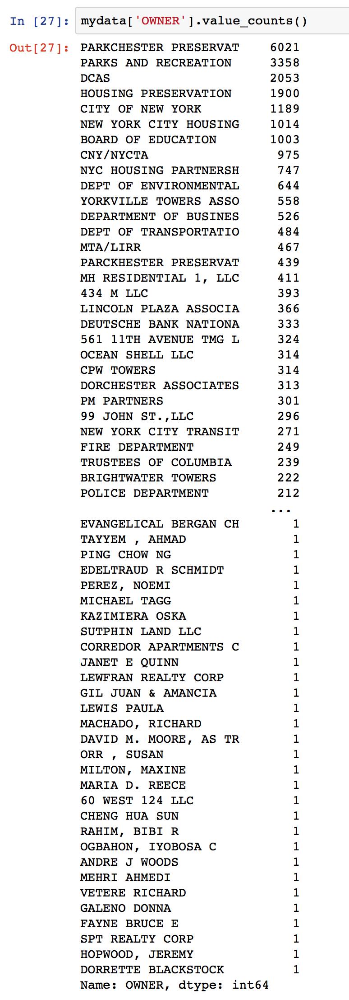 In [27]: mydata['OWNER'].value_counts()
Out[27]: PARKCHESTER PRESERVAT 6021
PARKS AND RECREATION 3358
DCAS 2053
HOUSING PRESERVATION 1900
CITY OF NEW YORK 1189
NEW YORK CITY HOUSING 1014
BOARD OF EDUCATION 1003
CNY/NYCTA 975
NYC HOUSING PARTNERSH 747
DEPT OF ENVIRONMENTAL 644
YORKVILLE TOWERS ASSO 558
DEPARTMENT OF BUSINES 526
DEPT OF TRANSPORTATIO 484
MTA/LIRR 467
PARCKHESTER PRESERVAT 439
MH RESIDENTIAL 1, LLC 411
434 M LLC 393
LINCOLN PLAZA ASSOCIA 366
DEUTSCHE BANK NATIONA 333
561 11TH AVENUE TMG L 324
OCEAN SHELL LLC 314
CPW TOWERS 314
DORCHESTER ASSOCIATES 313
PM PARTNERS 301
99 JOHN ST.,LLC 296
NEW YORK CITY TRANSIT 271
FIRE DEPARTMENT 249
TRUSTEES OF COLUMBIA 239
BRIGHTWATER TOWERS 222
POLICE DEPARTMENT 212
...
EVANGELICAL BERGAN CH 1
TAYYEM , AHMAD 1
PING CHOW NG 1
EDELTRAUD R SCHMIDT 1
PEREZ, NOEMI 1
MICHAEL TAGG 1
KAZIMIERA OSKA 1
SUTPHIN LAND LLC 1
CORREDOR APARTMENTS C 1
JANET E QUINN 1
LEWFRAN REALTY CORP 1
GIL JUAN & AMANCIA 1
LEWIS PAULA 1
MACHADO, RICHARD 1
DAVID M. MOORE, AS TR 1
ORR , SUSAN 1
MILTON, MAXINE 1
MARIA D. REECE 1
60 WEST 124 LLC 1
CHENG HUA SUN 1
RAHIM, BIBI R 1
OGBAHON, IYOBOSA C 1
ANDRE J WOODS 1
MEHRI AHMEDI 1
VETERE RICHARD 1
GALENO DONNA 1
FAYNE BRUCE E 1
SPT REALTY CORP 1
HOPWOOD, JEREMY 1
DORRETTE BLACKSTOCK 1
Name: OWNER, dtype: int64